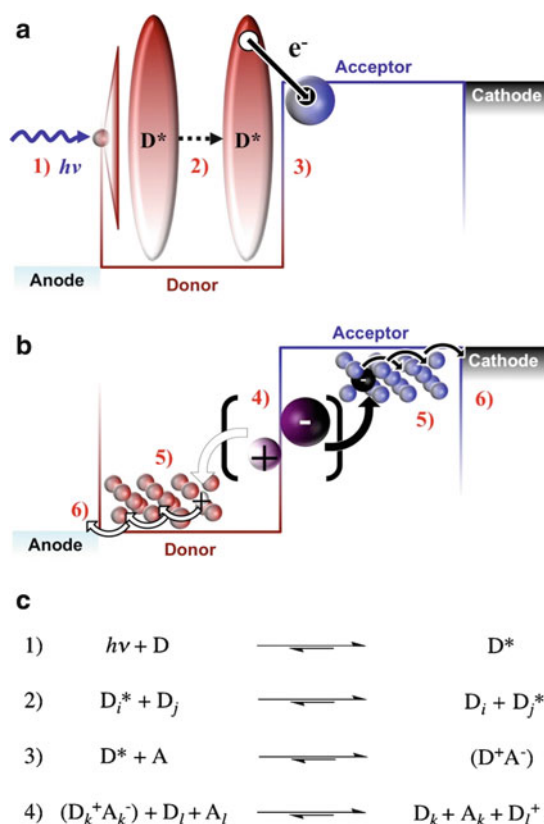 a
e⁻
Acceptor
Cathode
D*
D*
1) hν
2)
3)
Anode
Donor
b
Acceptor
Cathode
4)
-
+
5)
6)
5)
+
6)
Anode
Donor
c
1) hν + D ⇌ D*
2) Dᵢ* + Dⱼ ⇌ Dᵢ + Dⱼ*
3) D* + A ⇌ (D⁺A⁻)
4) (Dₖ⁺Aₖ⁻) + Dₗ + Aₗ ⇌ Dₖ + Aₖ + Dₗ⁺